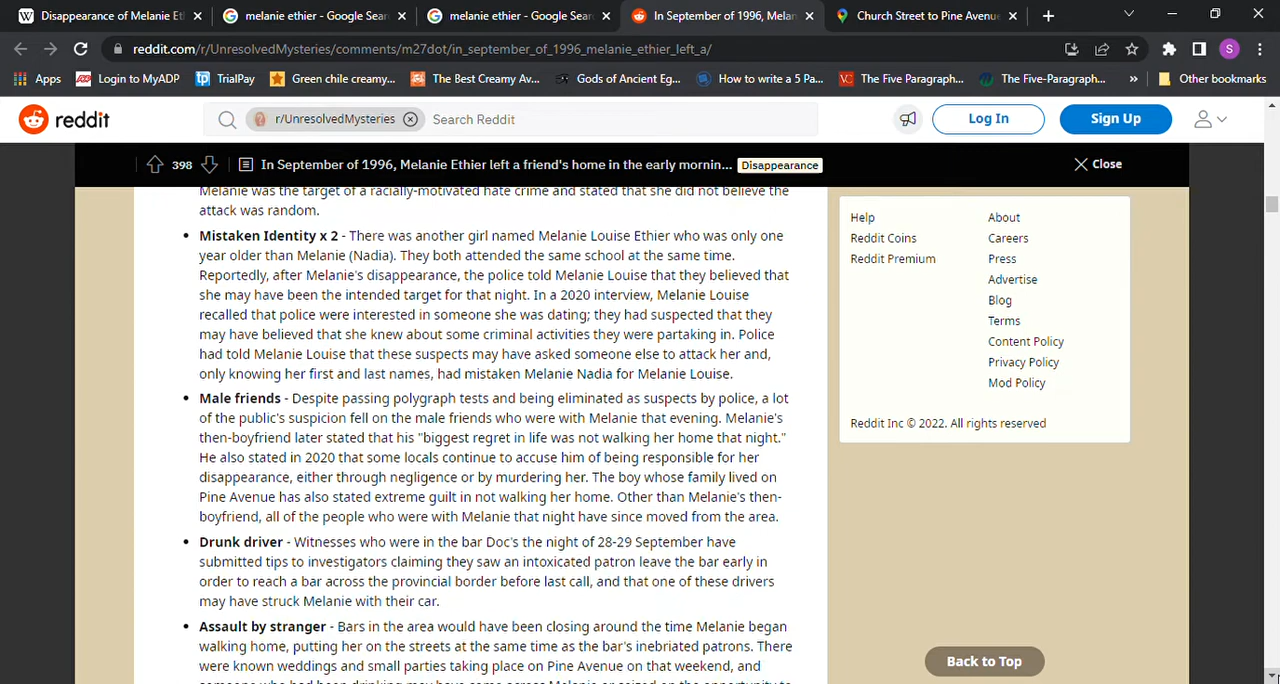 Disappearance of Melanie Et
melanie ethier - Google Sear
melanie ethier - Google Sear
In September of 1996, Melan
Church Street to Pine Avenue
reddit.com/r/UnresolvedMysteries/comments/m27dot/in_september_of_1996_melanie_ethier_left_a/
S
Apps
Login to MyADP
TrialPay
Green chile creamy...
The Best Creamy Av...
Gods of Ancient Eg...
How to write a 5 Pa...
The Five Paragraph...
The Five-Paragraph...
»
Other bookmarks
reddit
r/UnresolvedMysteries
Search Reddit
Log In
Sign Up
398
In September of 1996, Melanie Ethier left a friend's home in the early mornin...
Disappearance
Close
Melanie was the target of a racially-motivated hate crime and stated that she did not believe the
attack was random.
• Mistaken Identity x 2 - There was another girl named Melanie Louise Ethier who was only one
year older than Melanie (Nadia). They both attended the same school at the same time.
Reportedly, after Melanie's disappearance, the police told Melanie Louise that they believed that
she may have been the intended target for that night. In a 2020 interview, Melanie Louise
recalled that police were interested in someone she was dating; they had suspected that they
may have believed that she knew about some criminal activities they were partaking in. Police
had told Melanie Louise that these suspects may have asked someone else to attack her and,
only knowing her first and last names, had mistaken Melanie Nadia for Melanie Louise.
• Male friends - Despite passing polygraph tests and being eliminated as suspects by police, a lot
of the public's suspicion fell on the male friends who were with Melanie that evening. Melanie's
then-boyfriend later stated that his "biggest regret in life was not walking her home that night."
He also stated in 2020 that some locals continue to accuse him of being responsible for her
disappearance, either through negligence or by murdering her. The boy whose family lived on
Pine Avenue has also stated extreme guilt in not walking her home. Other than Melanie's then-
boyfriend, all of the people who were with Melanie that night have since moved from the area.
• Drunk driver - Witnesses who were in the bar Doc's the night of 28-29 September have
submitted tips to investigators claiming they saw an intoxicated patron leave the bar early in
order to reach a bar across the provincial border before last call, and that one of these drivers
may have struck Melanie with their car.
• Assault by stranger - Bars in the area would have been closing around the time Melanie began
walking home, putting her on the streets at the same time as the bar's inebriated patrons. There
were known weddings and small parties taking place on Pine Avenue on that weekend, and
someone who had been drinking may have come across Melanie or seized on the opportunity to
Help
About
Reddit Coins
Careers
Reddit Premium
Press
Advertise
Blog
Terms
Content Policy
Privacy Policy
Mod Policy
Reddit Inc © 2022. All rights reserved
Back to Top